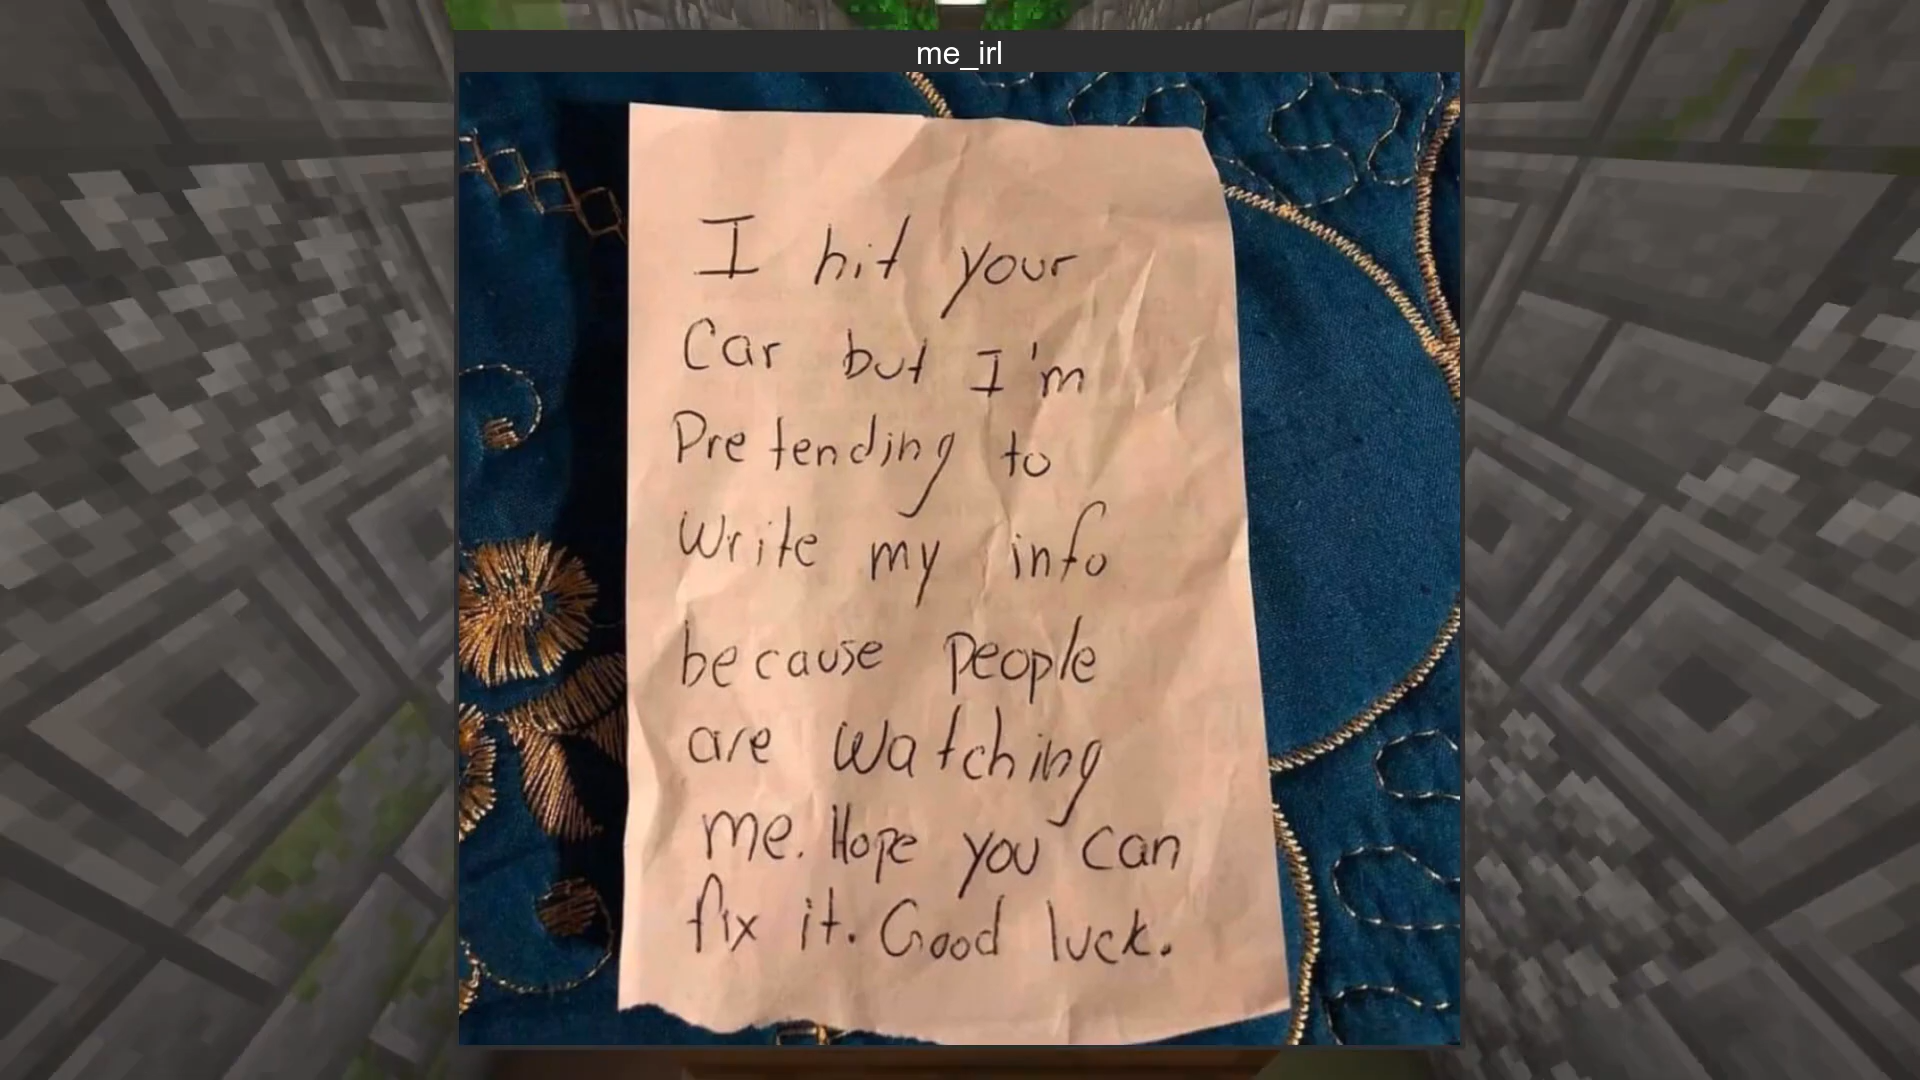 me_irl
I hit your
Car but I'm
Pretending to
Write my info
because people
are watching
me. Hope you can
fix it. Good luck.